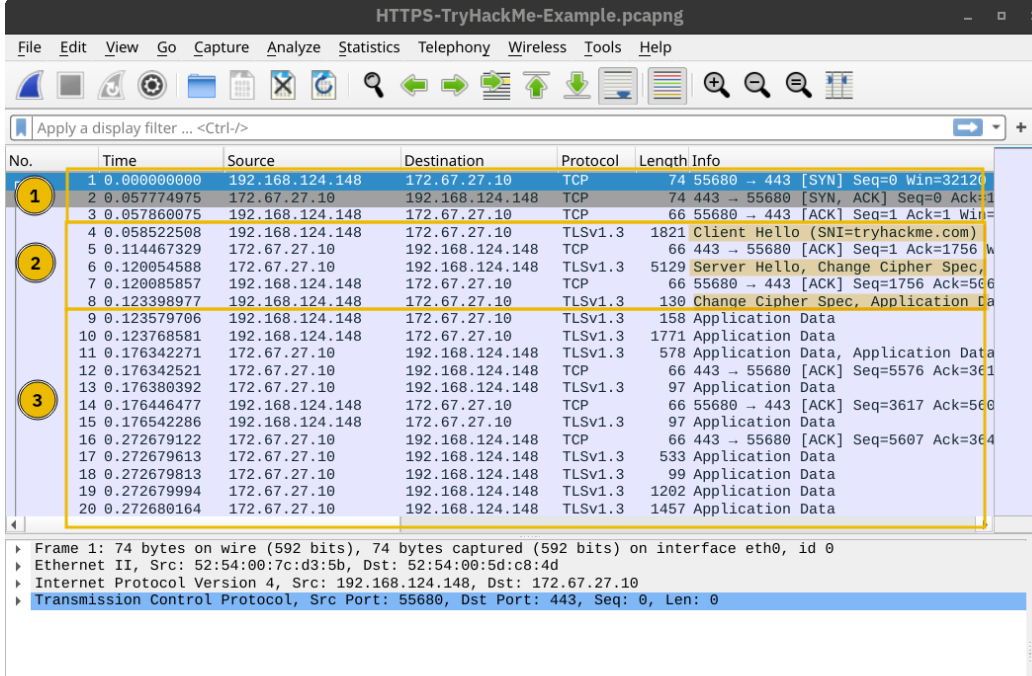 HTTPS-TryHackMe-Example.pcapng
File Edit View Go Capture Analyze Statistics Telephony Wireless Tools Help
Apply a display filter ... <Ctrl-/>
No. Time Source Destination Protocol Length Info
1 0.000000000 192.168.124.148 172.67.27.10 TCP 74 55680 → 443 [SYN] Seq=0 Win=32120
1
2 0.057774975 172.67.27.10 192.168.124.148 TCP 74 443 → 55680 [SYN, ACK] Seq=0 Ack=1
3 0.057860075 192.168.124.148 172.67.27.10 TCP 66 55680 → 443 [ACK] Seq=1 Ack=1 Win=
4 0.058522508 192.168.124.148 172.67.27.10 TLSv1.3 1821 Client Hello (SNI=tryhackme.com)
5 0.114467329 172.67.27.10 192.168.124.148 TCP 66 443 → 55680 [ACK] Seq=1 Ack=1756 W
2
6 0.120054588 172.67.27.10 192.168.124.148 TLSv1.3 5129 Server Hello, Change Cipher Spec,
7 0.120085857 192.168.124.148 172.67.27.10 TCP 66 55680 → 443 [ACK] Seq=1756 Ack=506
8 0.123398977 192.168.124.148 172.67.27.10 TLSv1.3 130 Change Cipher Spec, Application Da
9 0.123579706 192.168.124.148 172.67.27.10 TLSv1.3 158 Application Data
10 0.123768581 192.168.124.148 172.67.27.10 TLSv1.3 1771 Application Data
11 0.176342271 172.67.27.10 192.168.124.148 TLSv1.3 578 Application Data, Application Data
12 0.176342521 172.67.27.10 192.168.124.148 TCP 66 443 → 55680 [ACK] Seq=5576 Ack=361
13 0.176380392 172.67.27.10 192.168.124.148 TLSv1.3 97 Application Data
3
14 0.176446477 192.168.124.148 172.67.27.10 TCP 66 55680 → 443 [ACK] Seq=3617 Ack=560
15 0.176542286 192.168.124.148 172.67.27.10 TLSv1.3 97 Application Data
16 0.272679122 172.67.27.10 192.168.124.148 TCP 66 443 → 55680 [ACK] Seq=5607 Ack=364
17 0.272679613 172.67.27.10 192.168.124.148 TLSv1.3 533 Application Data
18 0.272679813 172.67.27.10 192.168.124.148 TLSv1.3 99 Application Data
19 0.272679994 172.67.27.10 192.168.124.148 TLSv1.3 1202 Application Data
20 0.272680164 172.67.27.10 192.168.124.148 TLSv1.3 1457 Application Data
Frame 1: 74 bytes on wire (592 bits), 74 bytes captured (592 bits) on interface eth0, id 0
Ethernet II, Src: 52:54:00:7c:d3:5b, Dst: 52:54:00:5d:c8:4d
Internet Protocol Version 4, Src: 192.168.124.148, Dst: 172.67.27.10
Transmission Control Protocol, Src Port: 55680, Dst Port: 443, Seq: 0, Len: 0